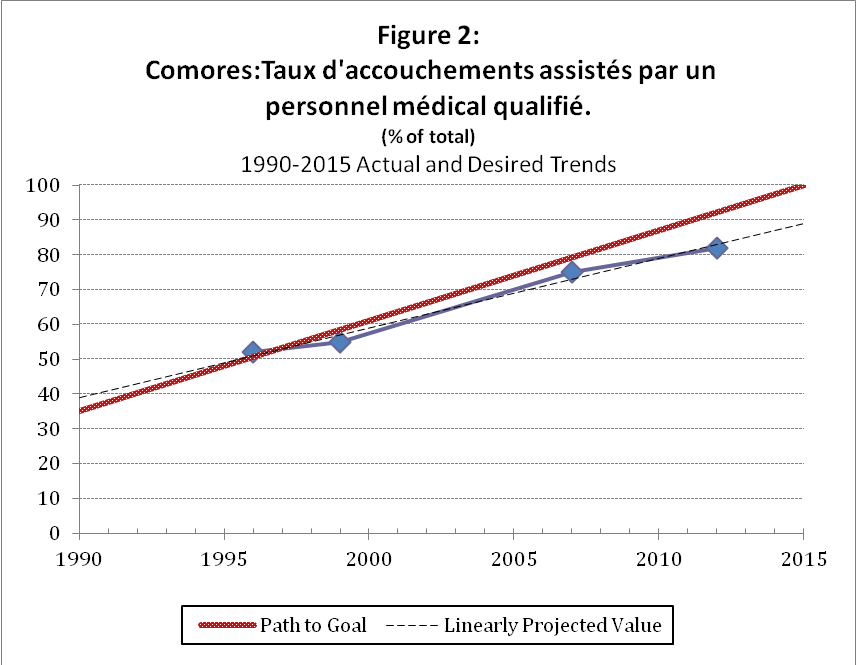 Figure 2:
Comores:Taux d'accouchements assistés par un
personnel médical qualifié.
(% of total)
1990-2015 Actual and Desired Trends
100
90
80
70
60
50
40
30
20
10
0
1990 1995 2000 2005 2010 2015
Path to Goal Linearly Projected Value